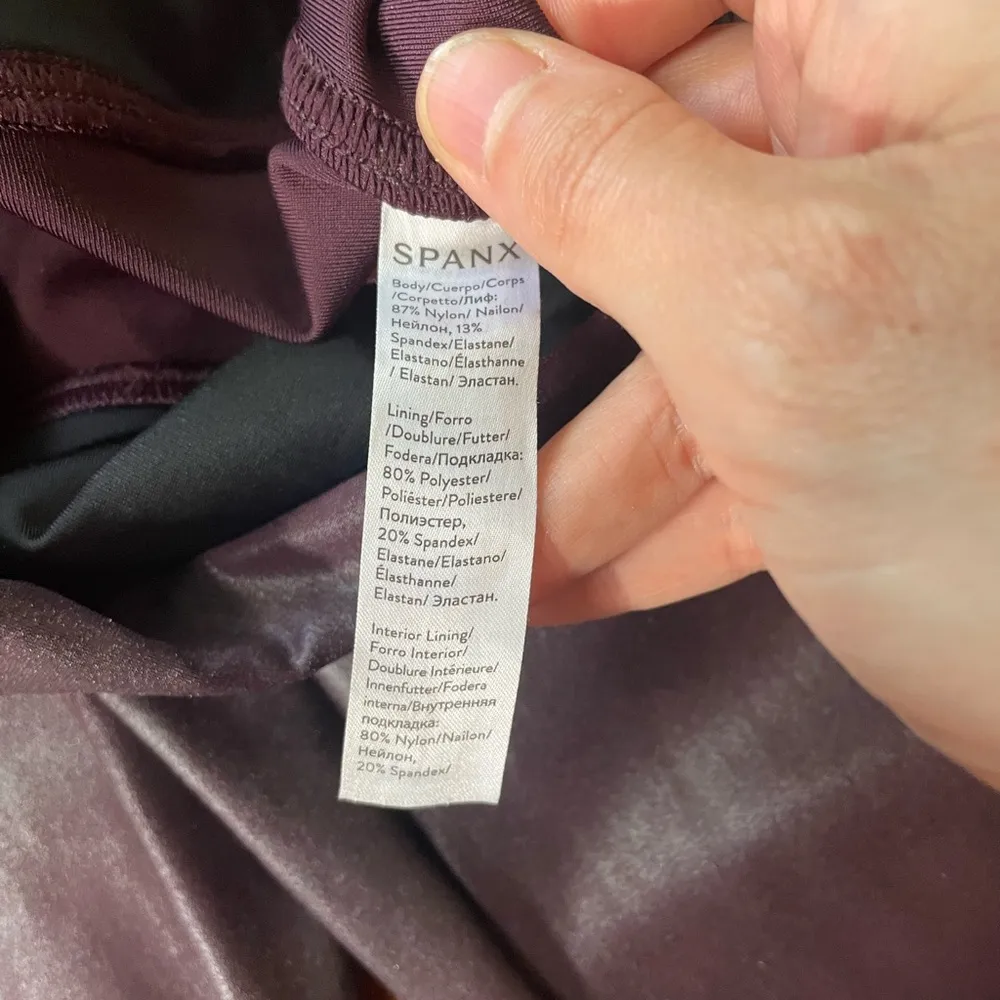 SPANX
Body/Cuerpo/Corps
/Corpetto/Лиф:
87% Nylon/ Nailon/
Нейлон, 13%
Spandex/Elastane/
Elastano/Élasthanne
/ Elastan/ Эластан.
Lining/Forro
/Doublure/Futter/
Fodera/Подкладка:
80% Polyester/
Poliéster/Poliestere/
Полиэстер,
20% Spandex/
Elastane/Elastano/
Élasthanne/
Elastan/ Эластан.
Interior Lining/
Forro Interior/
Doublure Intérieure/
Innenfutter/Fodera
interna/Внутренняя
подкладка:
80% Nylon/Nailon/
Нейлон,
20% Spandex/